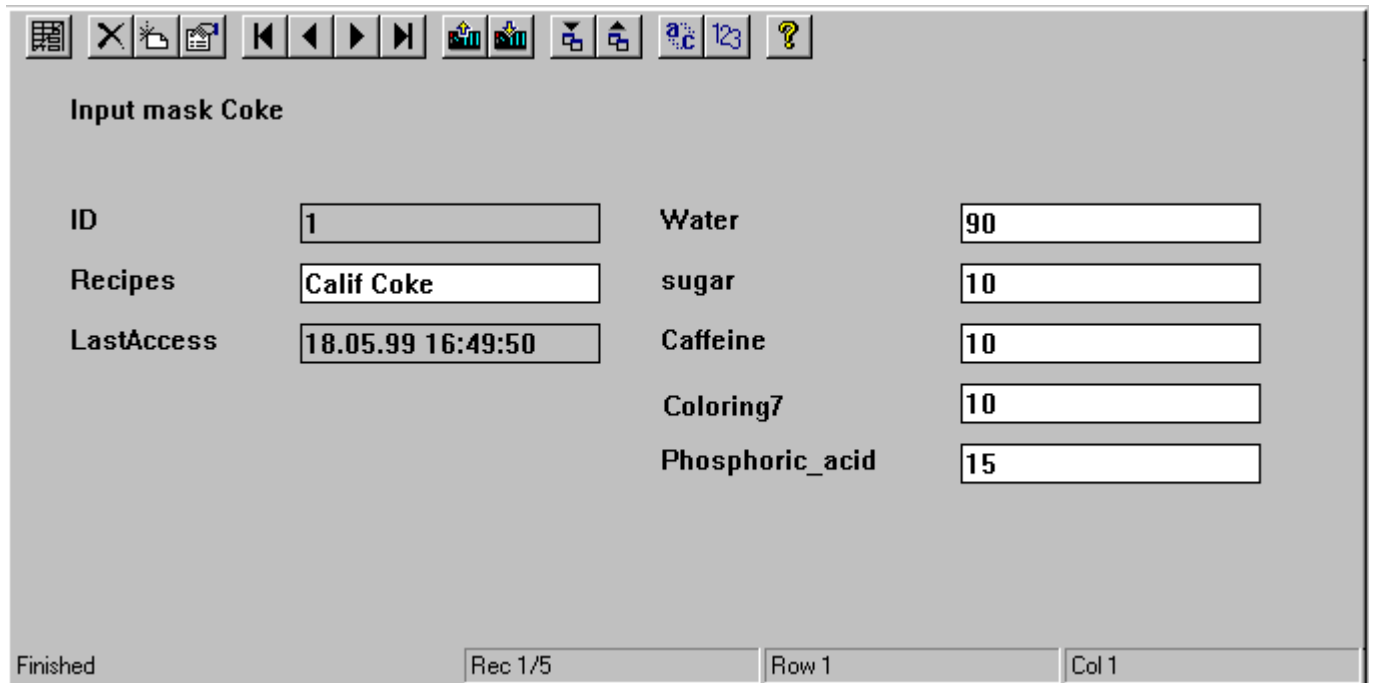 a c 123 ?
Input mask Coke
ID 1 Water 90
Recipes Calif Coke sugar 10
LastAccess 18.05.99 16:49:50 Caffeine 10
Coloring7 10
Phosphoric_acid 15
Finished Rec 1/5 Row 1 Col 1